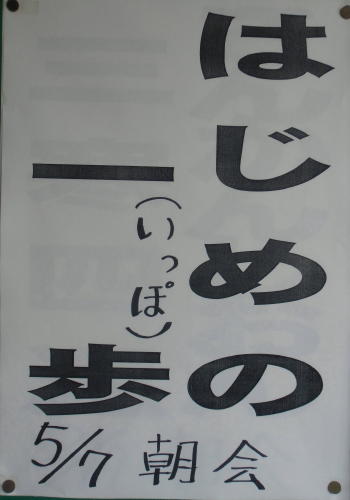 はじめの
一歩
(いっぽ)
5/7 朝会